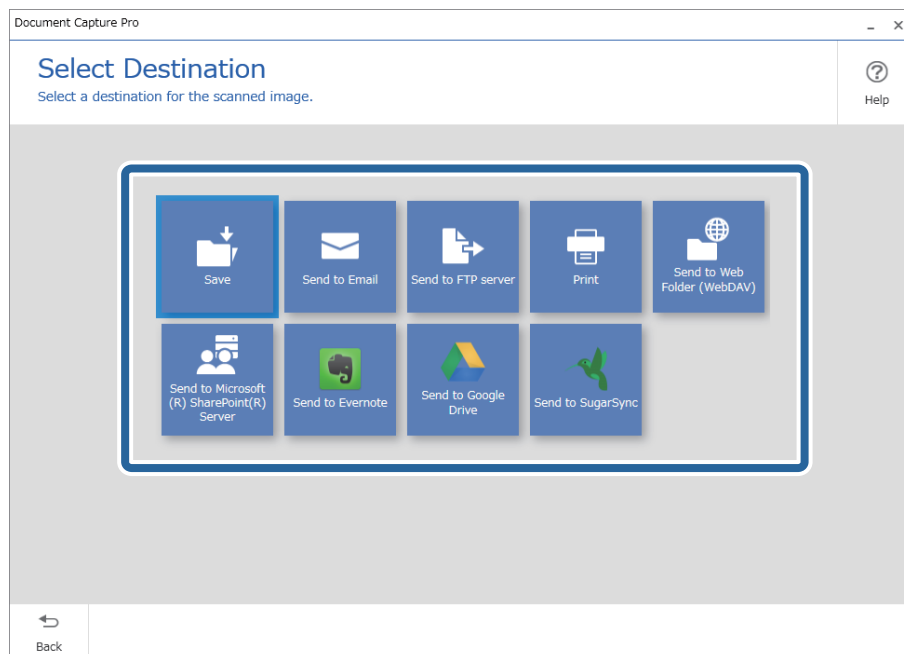 Document Capture Pro
Select Destination
Select a destination for the scanned image.
Help
Save
Send to Email
Send to FTP server
Print
Send to Web
Folder (WebDAV)
Send to Microsoft
(R) SharePoint(R)
Server
Send to Evernote
Send to Google
Drive
Send to SugarSync
Back